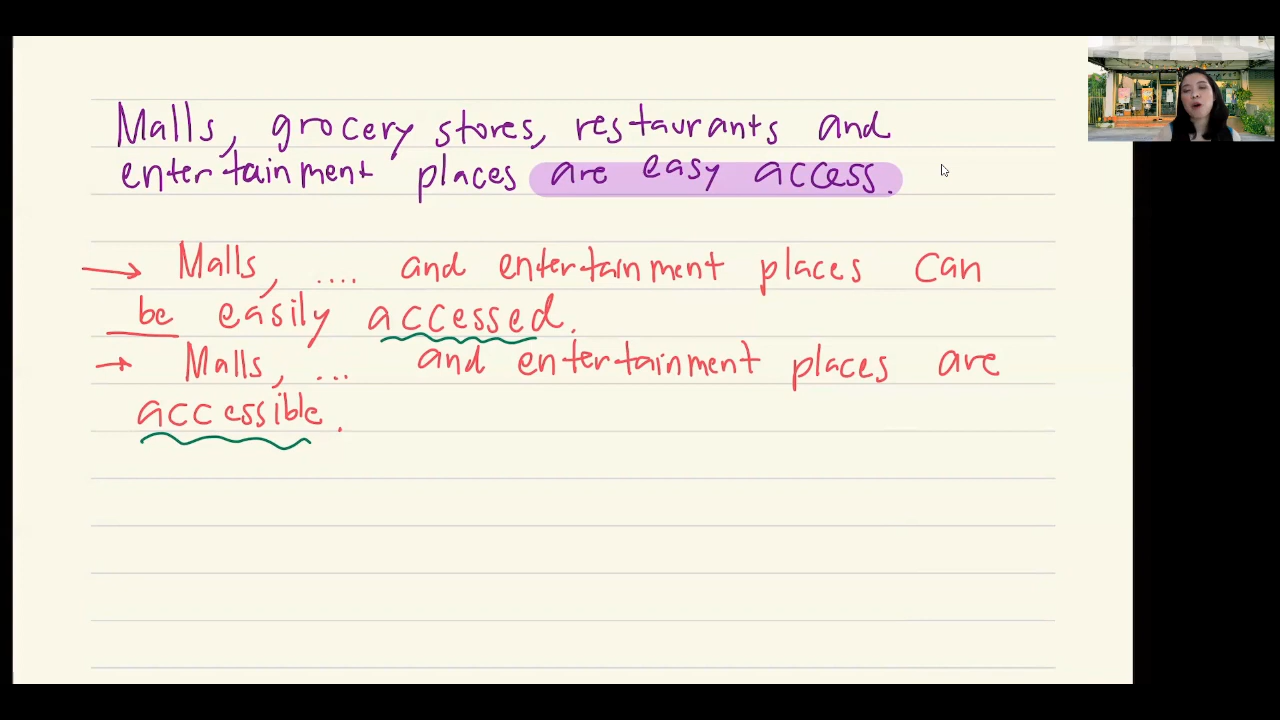 Malls, grocery stores, restaurants and
entertainment places are easy access.
→ Malls, .... and entertainment places can
be easily accessed.
→ Malls, ... and entertainment places are
accessible.